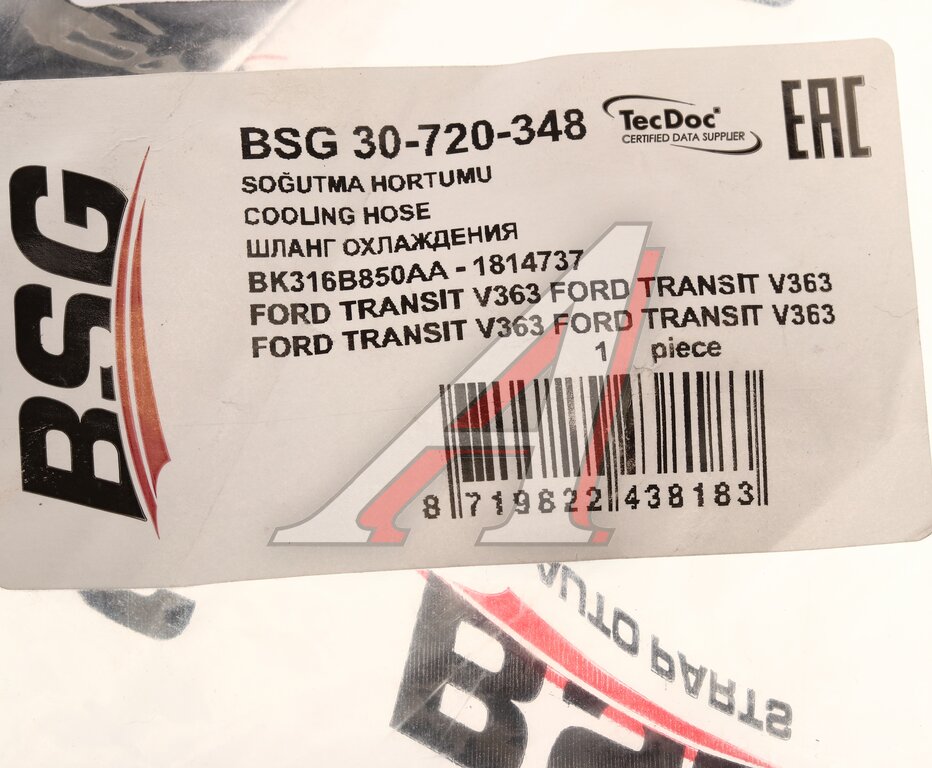 BSG
BSG 30-720-348
TecDoc
CERTIFIED DATA SUPPLIER
EAC
SOĞUTMA HORTUMU
COOLING HOSE
ШЛАНГ ОХЛАЖДЕНИЯ
BK316B850AA - 1814737
FORD TRANSIT V363 FORD TRANSIT V363
FORD TRANSIT V363 FORD TRANSIT V363
1 piece
8 719822 438183
AUTO PARTS